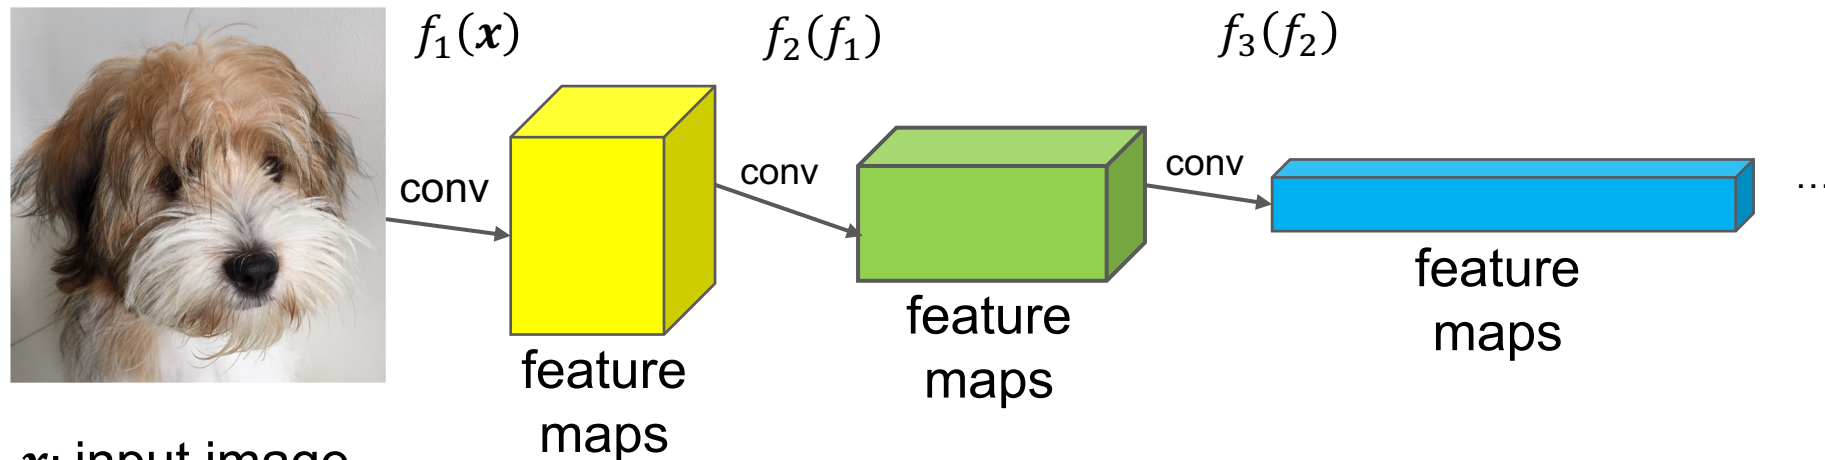 f₁(x)
f₂(f₁)
f₃(f₂)
conv
conv
conv
...
feature
maps
feature
maps
feature
maps
x: input image